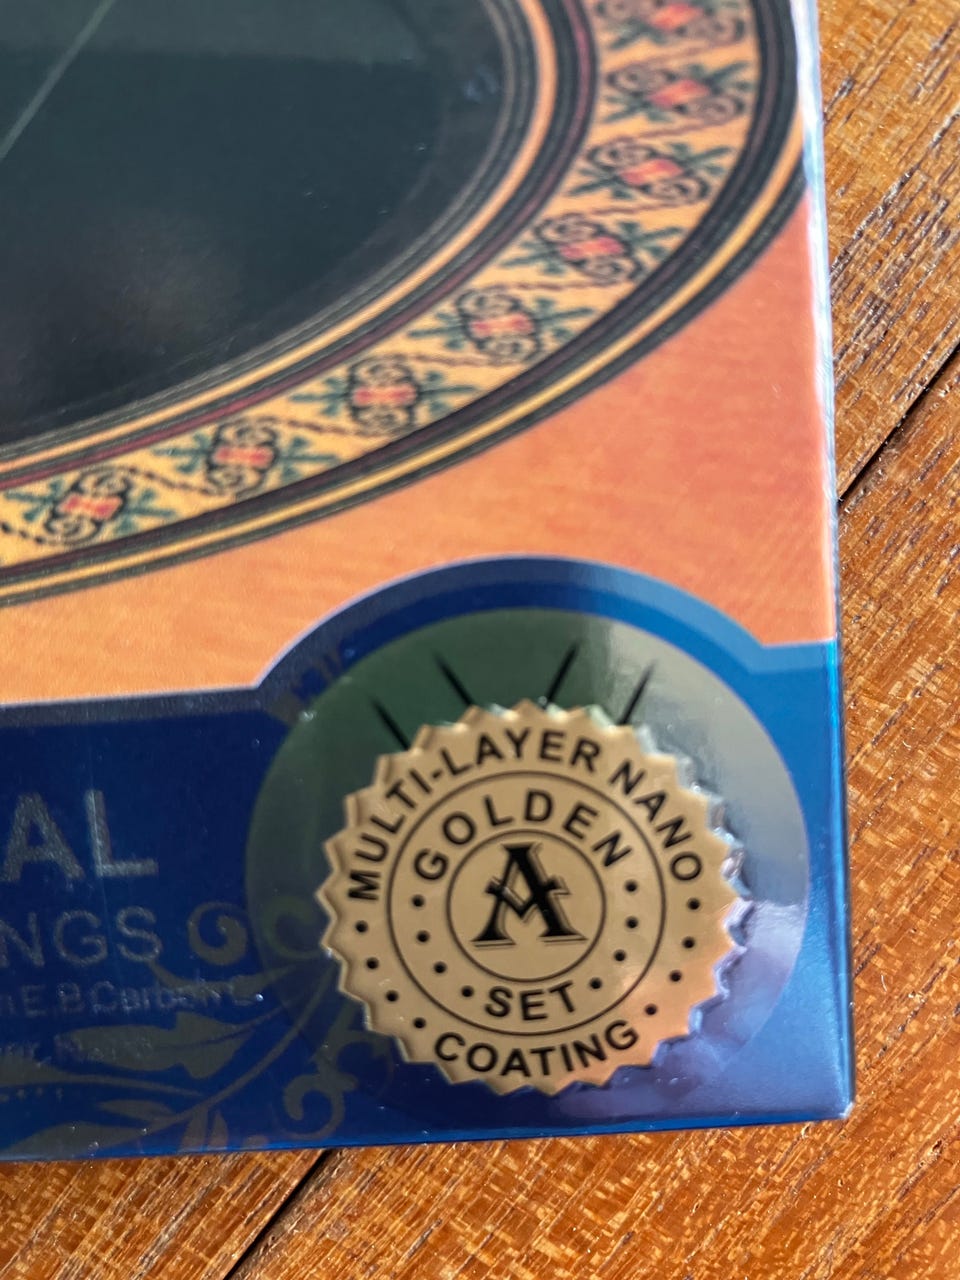 AL
NGS
MULTI-LAYER NANO
GOLDEN
A
SET
COATING